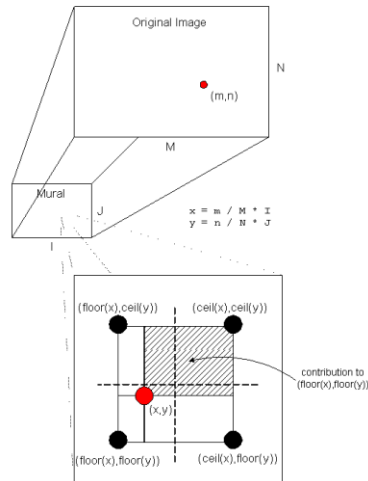 Original Image
N
(m,n)
M
Mural
J
I
x = m / M * I
y = n / N * J
(floor(x),ceil(y))
(ceil(x),ceil(y))
contribution to
(floor(x),floor(y))
(x,y)
(floor(x),floor(y))
(ceil(x),floor(y))